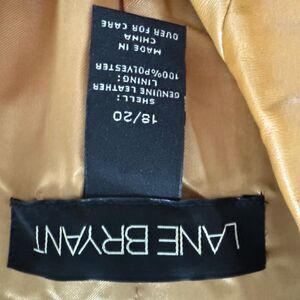 LANE BRYANT
18/20
SHELL:
GENUINE LEATHER
LINING:
100%POLYESTER
MADE IN
CHINA
OVER FOR CARE